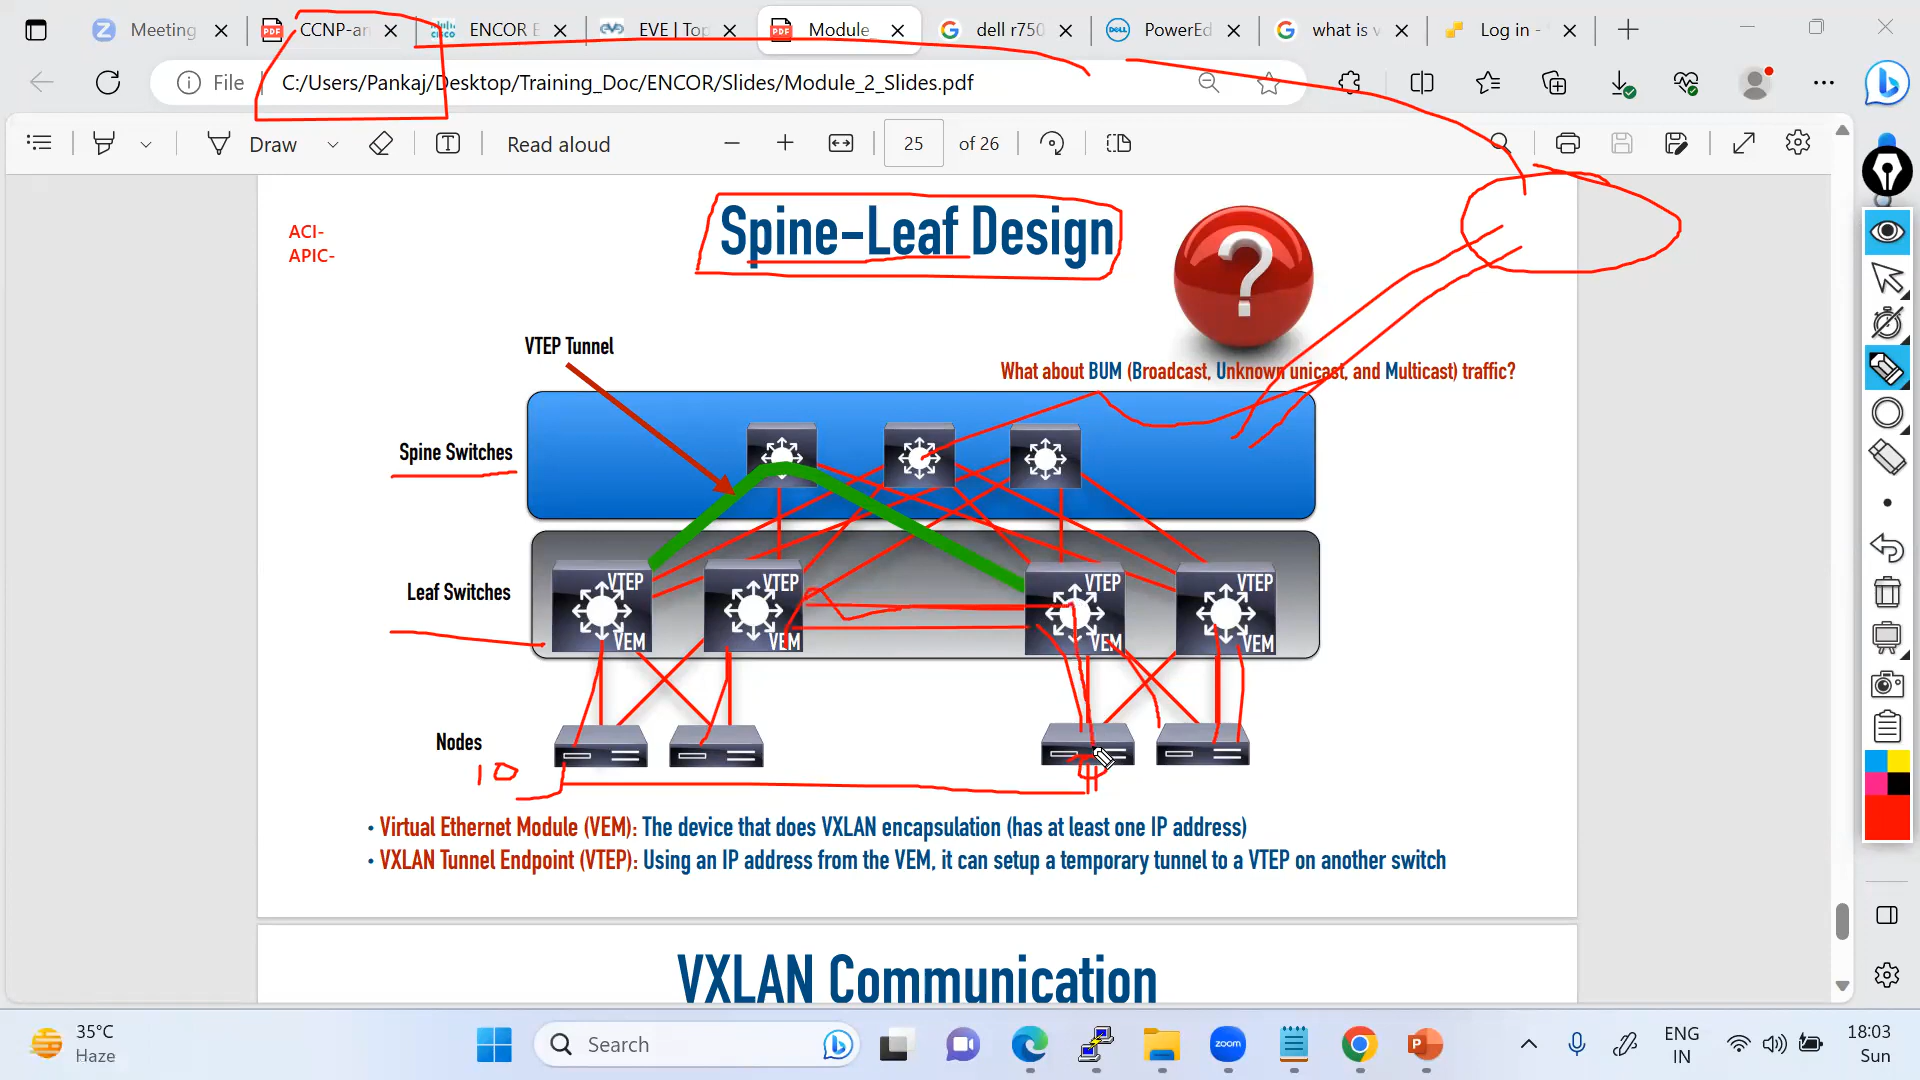 Meeting
CCNP-an
ENCOR E
EVE | Top
Module_
dell r750
PowerEd
what is v
Log in -
File
C:/Users/Pankaj/Desktop/Training_Doc/ENCOR/Slides/Module_2_Slides.pdf
Draw
Read aloud
25
of 26
ACI-
APIC-
Spine-Leaf Design
?
VTEP Tunnel
What about BUM (Broadcast, Unknown unicast, and Multicast) traffic?
Spine Switches
Leaf Switches
VTEP
VEM
VTEP
VEM
VTEP
VEM
VTEP
VEM
Nodes
10
• Virtual Ethernet Module (VEM): The device that does VXLAN encapsulation (has at least one IP address)
• VXLAN Tunnel Endpoint (VTEP): Using an IP address from the VEM, it can setup a temporary tunnel to a VTEP on another switch
VXLAN Communication
35°C
Haze
Search
zoom
ENG
IN
18:03
Sun